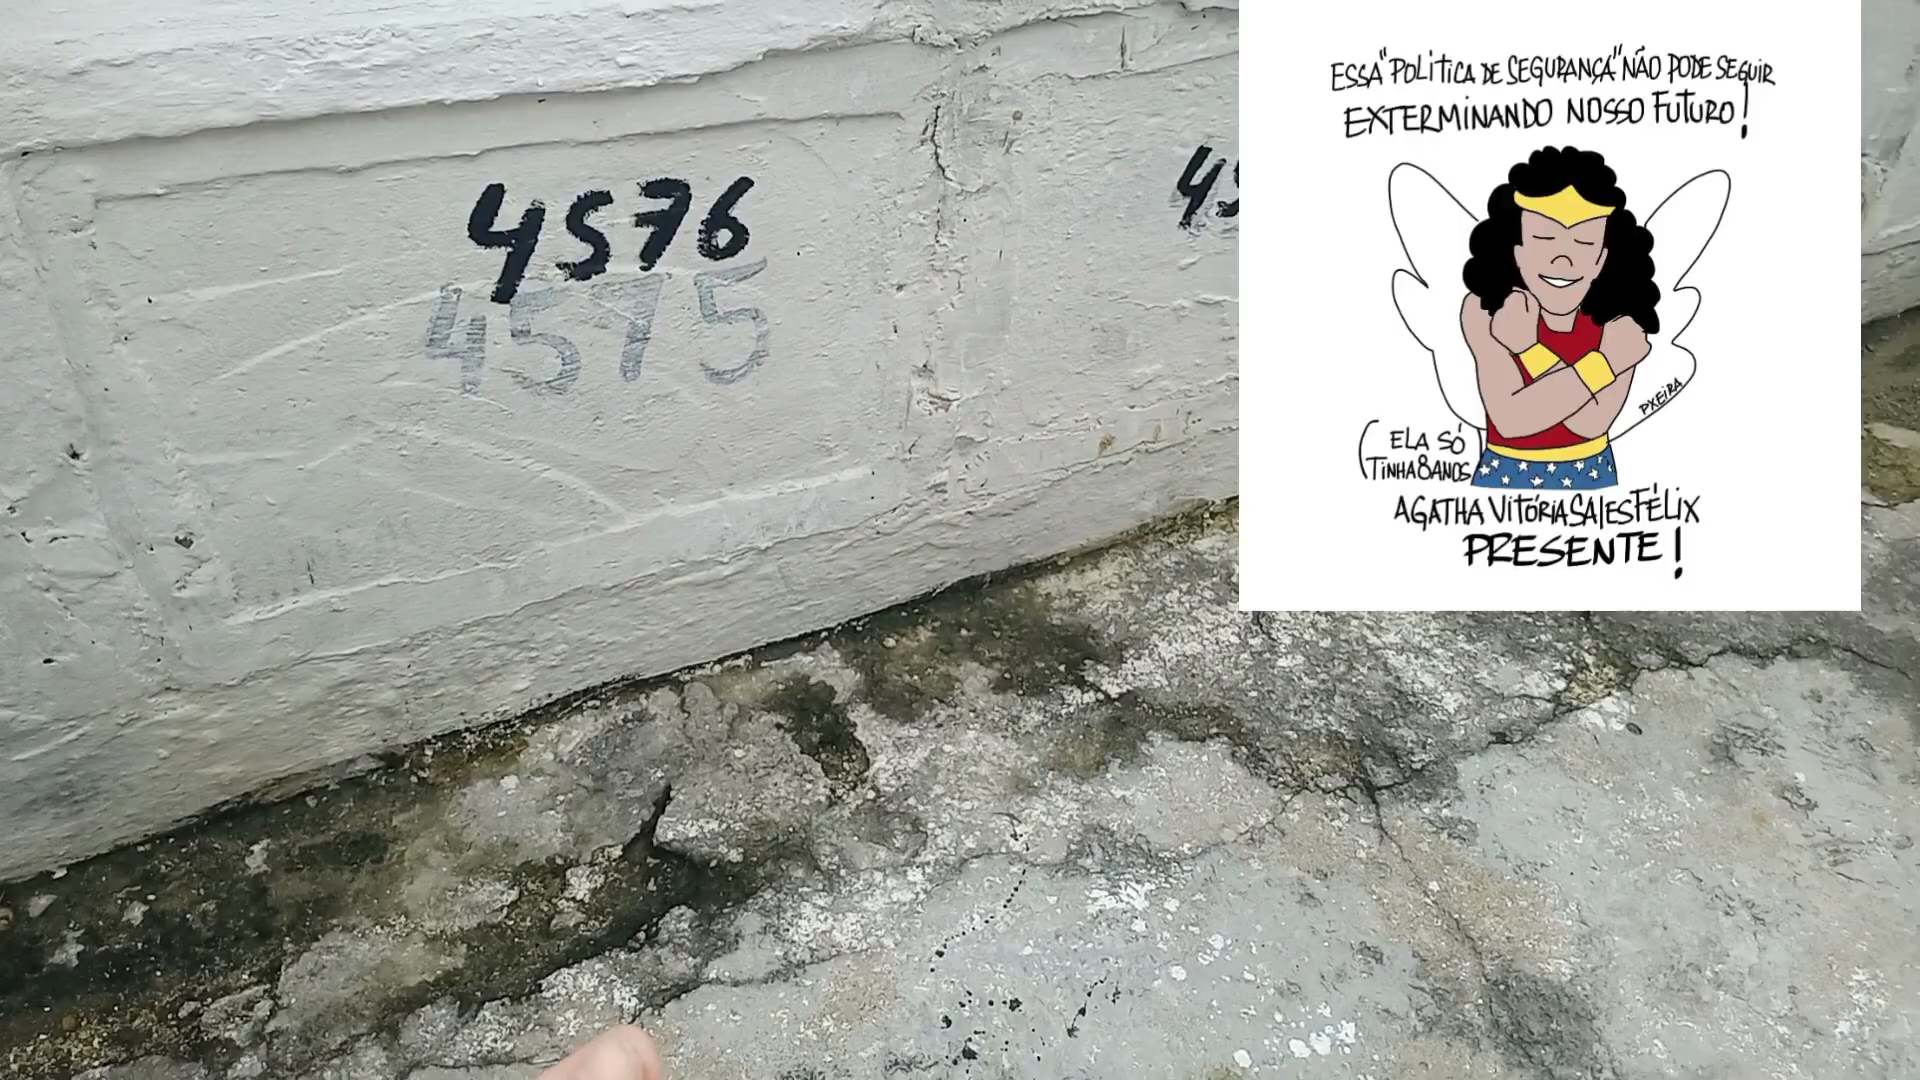 4576
4575
ESSA "POLÍTICA DE SEGURANÇA" NÃO PODE SEGUIR
EXTERMINANDO NOSSO FUTURO!
PXEIRA
(ELA SÓ
TINHA 8 ANOS)
AGATHA VITÓRIA SALES FÉLIX
PRESENTE!